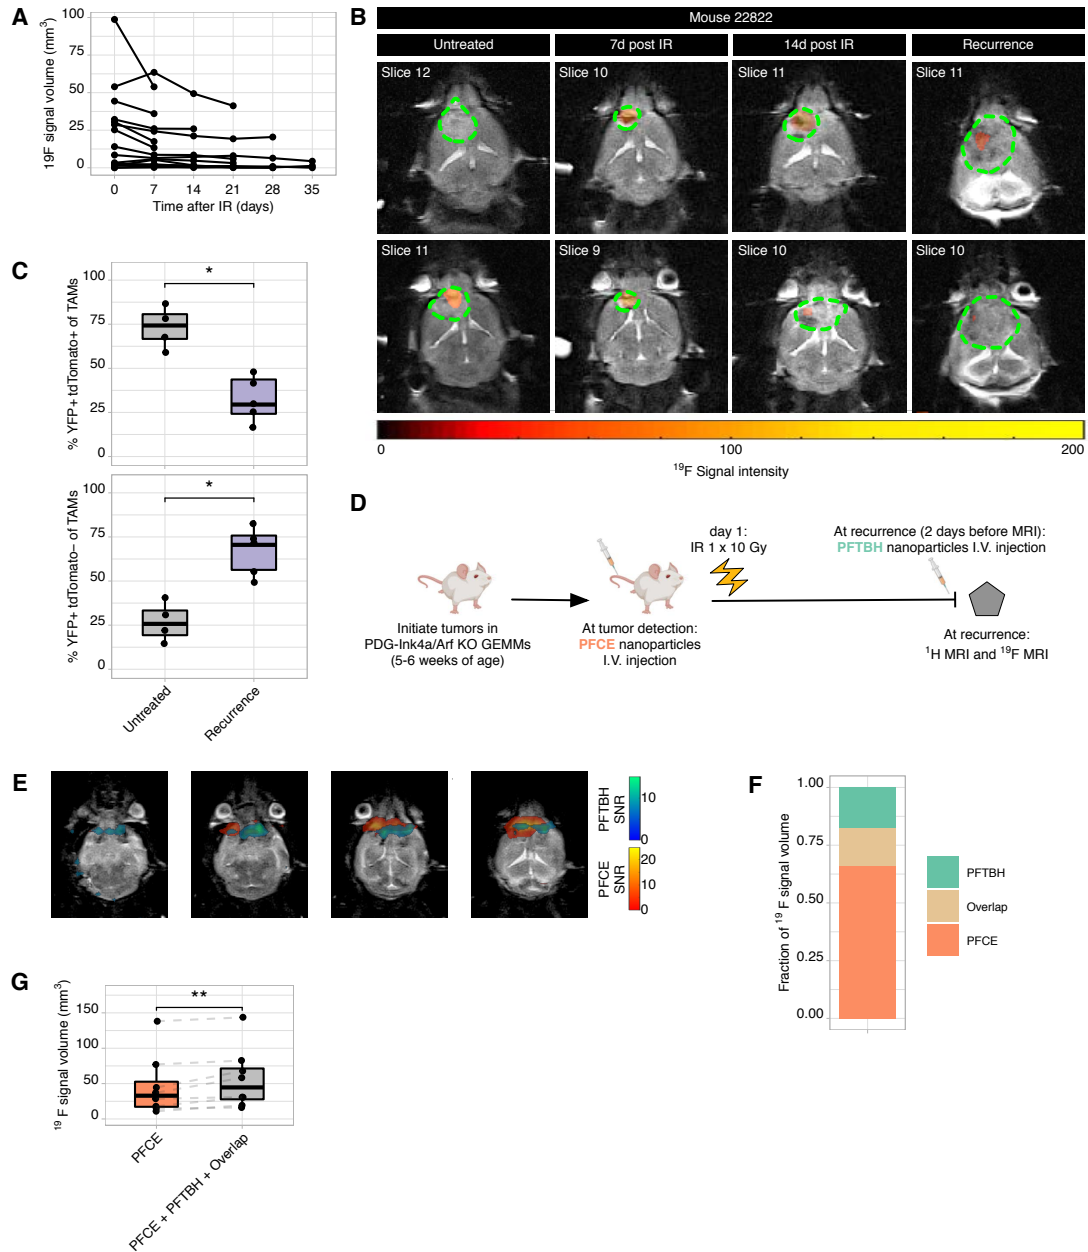 A
19F signal volume (mm³)
100
75
50
25
0
0 7 14 21 28 35
Time after IR (days)
B
Mouse 22822
Untreated 7d post IR 14d post IR Recurrence
Slice 12 Slice 10 Slice 11 Slice 11
Slice 11 Slice 9 Slice 10 Slice 10
0 100 200
¹⁹F Signal intensity
C
% YFP+ tdTomato+ of TAMs
100
75
50
25
0
*
% YFP+ tdTomato− of TAMs
100
75
50
25
0
*
Untreated
Recurrence
D
Initiate tumors in
PDG-Ink4a/Arf KO GEMMs
(5-6 weeks of age)
At tumor detection:
PFCE nanoparticles
I.V. injection
day 1:
IR 1 x 10 Gy
At recurrence (2 days before MRI):
PFTBH nanoparticles I.V. injection
At recurrence:
¹H MRI and ¹⁹F MRI
E
PFTBH
SNR
10
0
PFCE
SNR
20
10
0
F
Fraction of ¹⁹ F signal volume
1.00
0.75
0.50
0.25
0.00
PFTBH
Overlap
PFCE
G
¹⁹ F signal volume (mm³)
150
100
50
0
**
PFCE
PFCE + PFTBH + Overlap